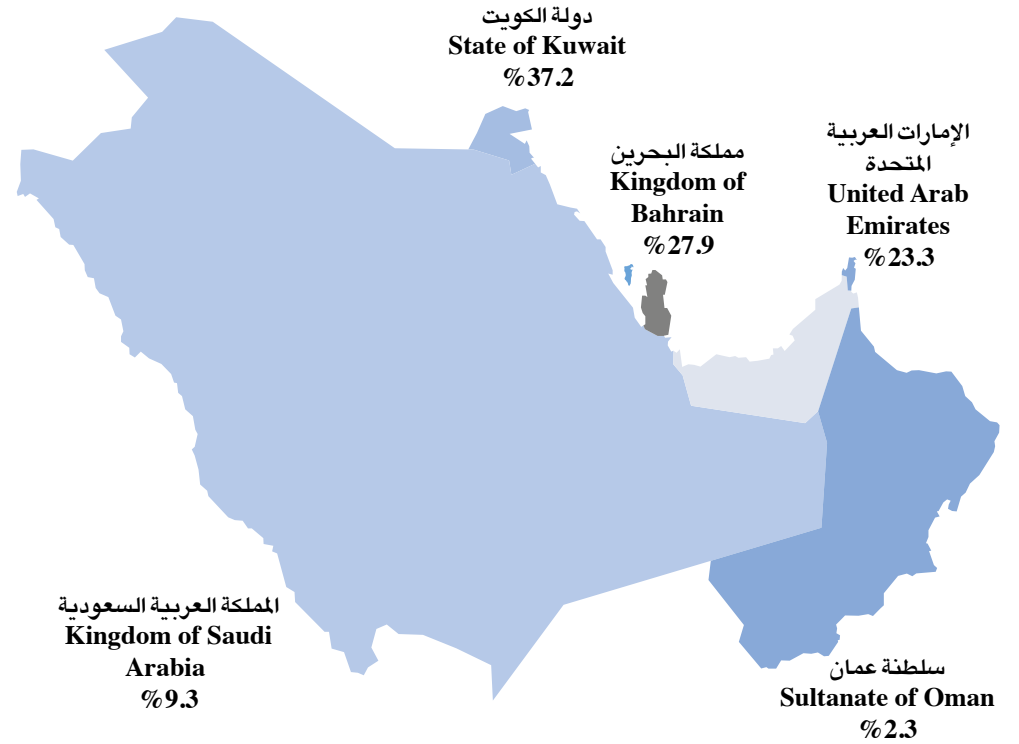 دولة الكويت
State of Kuwait
%37.2
الإمارات العربية
المتحدة
United Arab
Emirates
%23.3
مملكة البحرين
Kingdom of
Bahrain
%27.9
المملكة العربية السعودية
Kingdom of Saudi
Arabia
%9.3
سلطنة عمان
Sultanate of Oman
%2.3